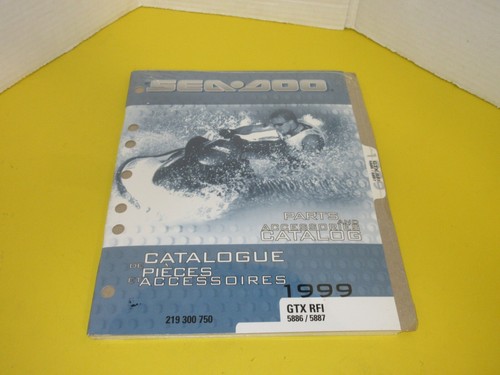 SEA-DOO
PARTS AND
ACCESSORIES
CATALOG
CATALOGUE
DE PIÈCES
ET ACCESSOIRES
1999
219 300 750
GTX RFI
5886 / 5887